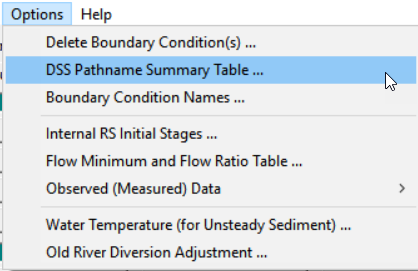 Options Help
Delete Boundary Condition(s) ...
DSS Pathname Summary Table ...
Boundary Condition Names ...
Internal RS Initial Stages ...
Flow Minimum and Flow Ratio Table ...
Observed (Measured) Data
Water Temperature (for Unsteady Sediment) ...
Old River Diversion Adjustment ...